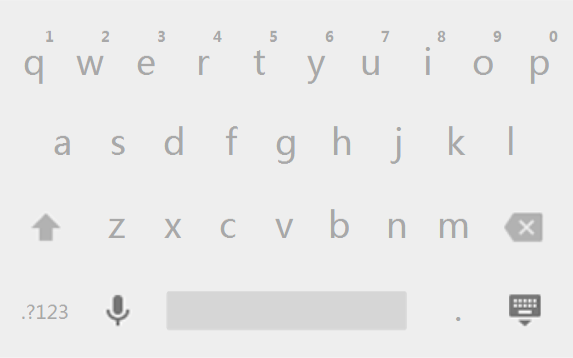 1 2 3 4 5 6 7 8 9 0
q w e r t y u i o p
a s d f g h j k l
z x c v b n m
.?123 .